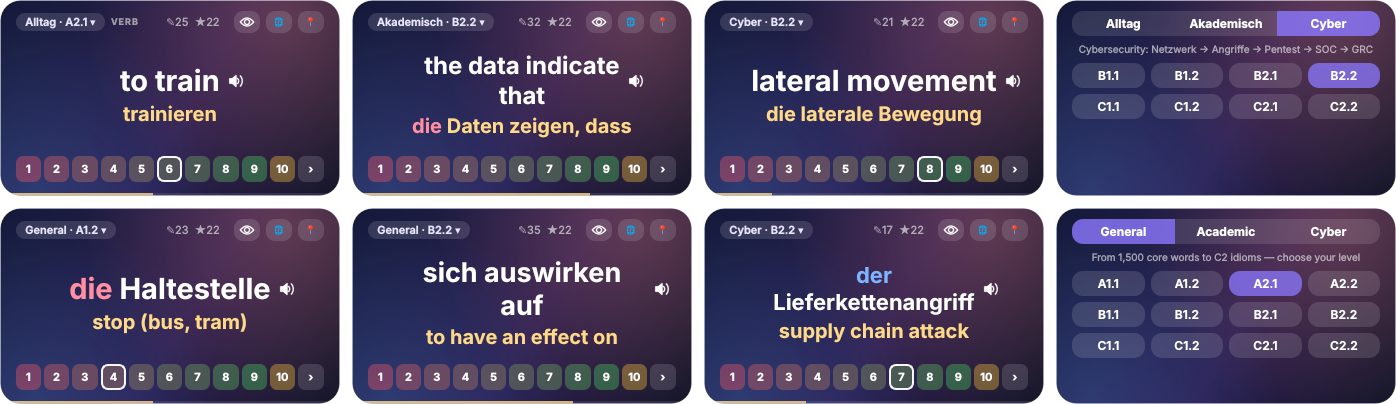 Alltag · A2.1 ▾ VERB ✎25 ★22
to train
trainieren
1 2 3 4 5 6 7 8 9 10 ›
Akademisch · B2.2 ▾ ✎32 ★22
the data indicate
that
die Daten zeigen, dass
1 2 3 4 5 6 7 8 9 10 ›
Cyber · B2.2 ▾ ✎21 ★22
lateral movement
die laterale Bewegung
1 2 3 4 5 6 7 8 9 10 ›
Alltag Akademisch Cyber
Cybersecurity: Netzwerk → Angriffe → Pentest → SOC → GRC
B1.1 B1.2 B2.1 B2.2
C1.1 C1.2 C2.1 C2.2
General · A1.2 ▾ ✎23 ★22
die Haltestelle
stop (bus, tram)
1 2 3 4 5 6 7 8 9 10 ›
General · B2.2 ▾ ✎35 ★22
sich auswirken
auf
to have an effect on
1 2 3 4 5 6 7 8 9 10 ›
Cyber · B2.2 ▾ ✎17 ★22
der
Lieferkettenangriff
supply chain attack
1 2 3 4 5 6 7 8 9 10 ›
General Academic Cyber
From 1,500 core words to C2 idioms — choose your level
A1.1 A1.2 A2.1 A2.2
B1.1 B1.2 B2.1 B2.2
C1.1 C1.2 C2.1 C2.2